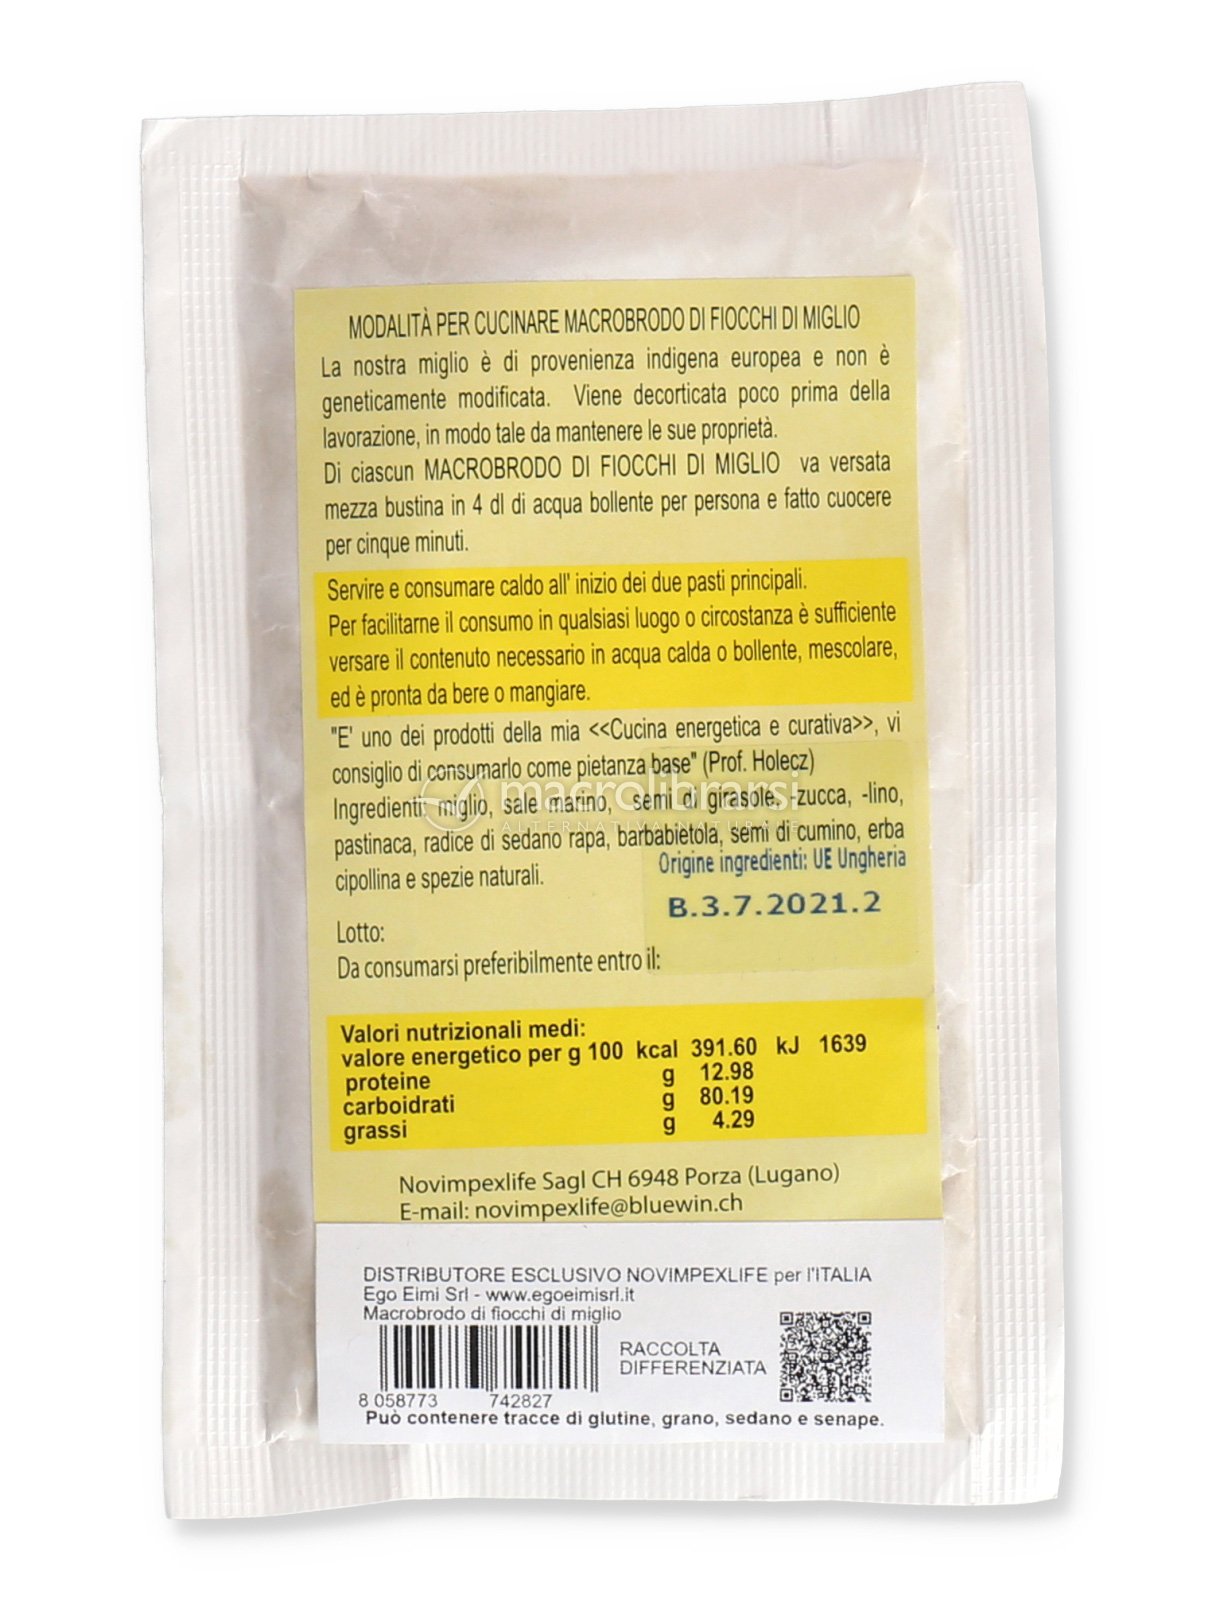 MODALITÀ PER CUCINARE MACROBRODO DI FIOCCHI DI MIGLIO
La nostra miglio è di provenienza indigena europea e non è
geneticamente modificata. Viene decorticata poco prima della
lavorazione, in modo tale da mantenere le sue proprietà.
Di ciascun MACROBRODO DI FIOCCHI DI MIGLIO va versata
mezza bustina in 4 dl di acqua bollente per persona e fatto cuocere
per cinque minuti.
Servire e consumare caldo all' inizio dei due pasti principali.
Per facilitarne il consumo in qualsiasi luogo o circostanza è sufficiente
versare il contenuto necessario in acqua calda o bollente, mescolare,
ed è pronta da bere o mangiare.
"E' uno dei prodotti della mia <<Cucina energetica e curativa>>, vi
consiglio di consumarlo come pietanza base" (Prof. Holecz)
macrolibrarsi
ALTERNATIVA NATURALE
Ingredienti: miglio, sale marino, semi di girasole, -zucca, -lino,
pastinaca, radice di sedano rapa, barbabietola, semi di cumino, erba
cipollina e spezie naturali.
Origine ingredienti: UE Ungheria
B.3.7.2021.2
Lotto:
Da consumarsi preferibilmente entro il:
Valori nutrizionali medi:
valore energetico per g 100 kcal 391.60 kJ 1639
proteine g 12.98
carboidrati g 80.19
grassi g 4.29
Novimpexlife Sagl CH 6948 Porza (Lugano)
E-mail: novimpexlife@bluewin.ch
DISTRIBUTORE ESCLUSIVO NOVIMPEXLIFE per l'ITALIA
Ego Eimi Srl - www.egoeimisrl.it
Macrobrodo di fiocchi di miglio
RACCOLTA
DIFFERENZIATA
8 058773 742827
Può contenere tracce di glutine, grano, sedano e senape.